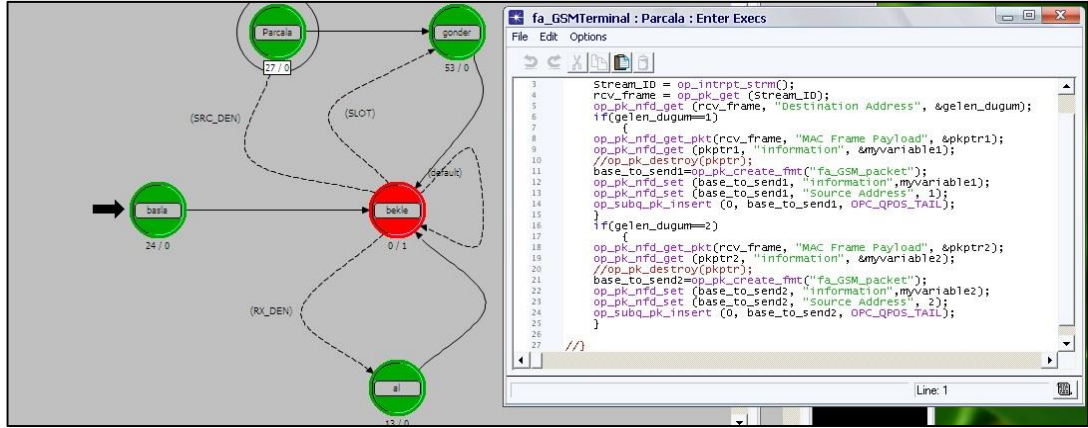 Parcala
27 / 0
gonder
53 / 0
(SRC_DEN)
(SLOT)
(default)
basla
24 / 0
bekle
0 / 1
(RX_DEN)
al
13 / 0
fa_GSMTerminal : Parcala : Enter Execs
File Edit Options
3 Stream_ID = op_intrpt_strm();
4 rcv_frame = op_pk_get (Stream_ID);
5 op_pk_nfd_get (rcv_frame, "Destination Address", &gelen_dugum);
6 if(gelen_dugum==1)
7 {
8 op_pk_nfd_get_pkt(rcv_frame, "MAC Frame Payload", &pkptr1);
9 op_pk_nfd_get (pkptr1, "information", &myvariable1);
10 //op_pk_destroy(pkptr);
11 base_to_send1=op_pk_create_fmt("fa_GSM_packet");
12 op_pk_nfd_set (base_to_send1, "information",myvariable1);
13 op_pk_nfd_set (base_to_send1, "Source Address", 1);
14 op_subq_pk_insert (0, base_to_send1, OPC_QPOS_TAIL);
15 }
16 if(gelen_dugum==2)
17 {
18 op_pk_nfd_get_pkt(rcv_frame, "MAC Frame Payload", &pkptr2);
19 op_pk_nfd_get (pkptr2, "information", &myvariable2);
20 //op_pk_destroy(pkptr);
21 base_to_send2=op_pk_create_fmt("fa_GSM_packet");
22 op_pk_nfd_set (base_to_send2, "information",myvariable2);
23 op_pk_nfd_set (base_to_send2, "Source Address", 2);
24 op_subq_pk_insert (0, base_to_send2, OPC_QPOS_TAIL);
25 }
26
27 //}
Line: 1